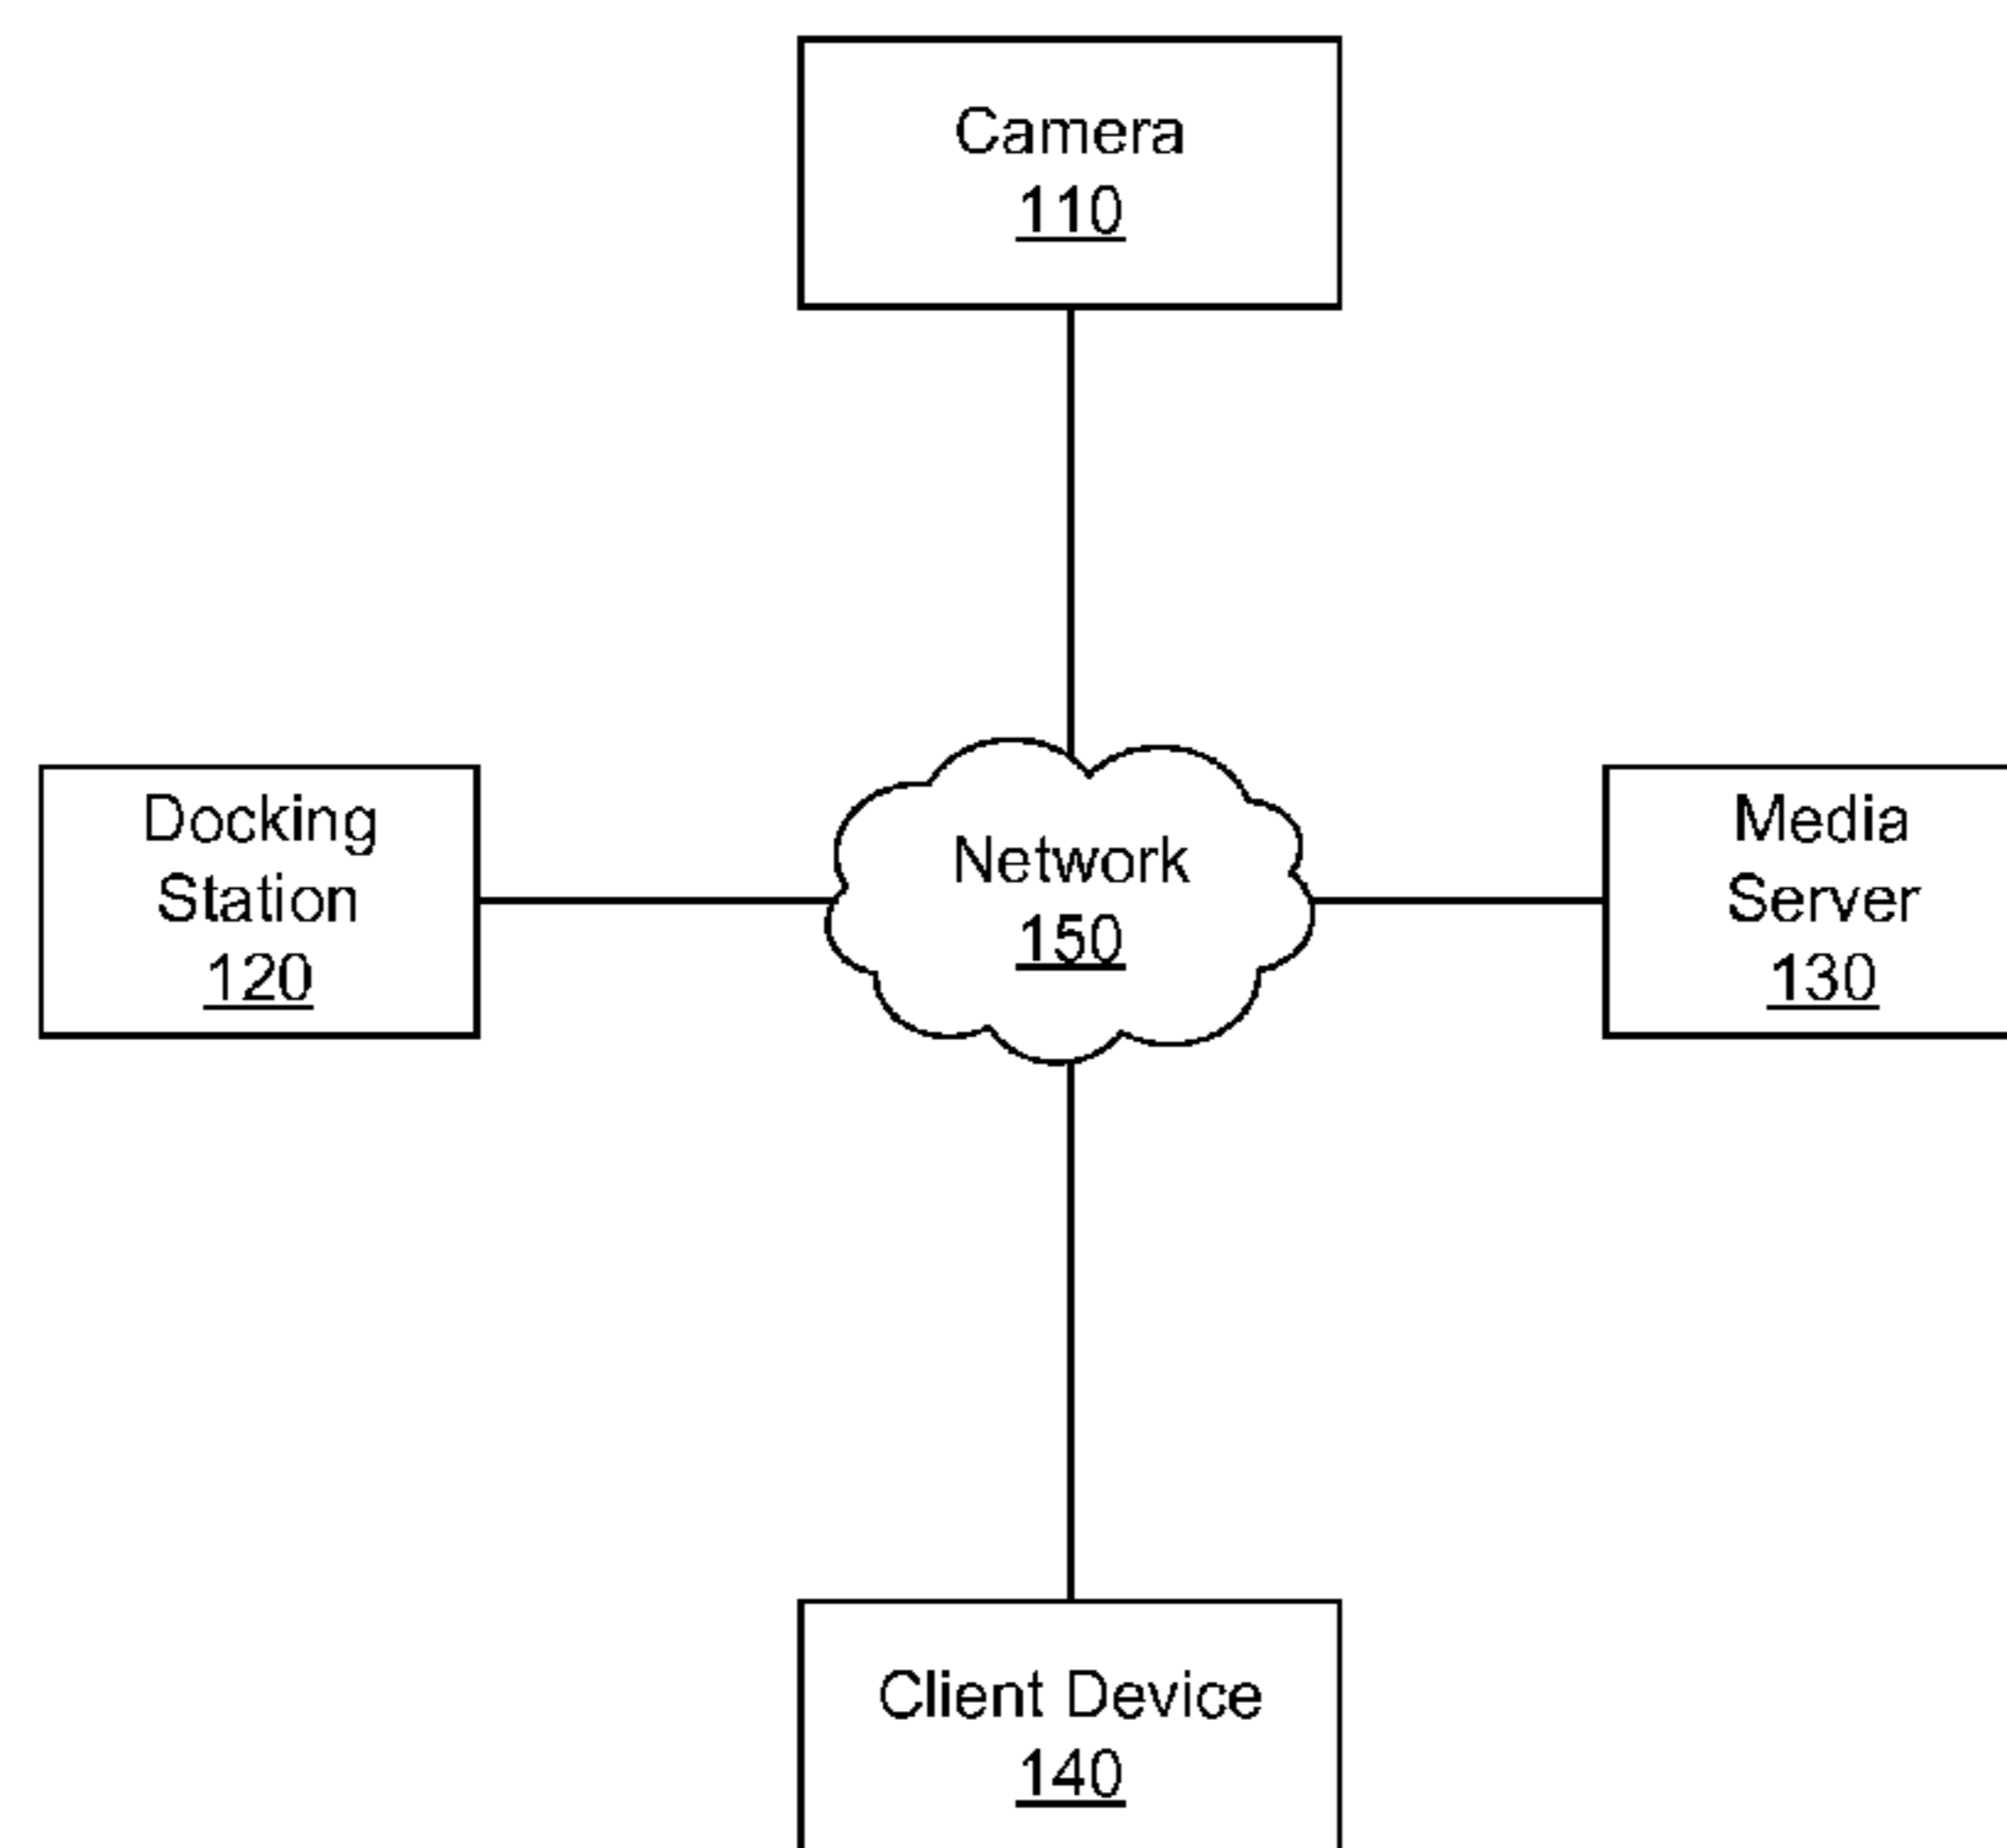 Camera
110
Docking
Station
120
Network
150
Media
Server
130
Client Device
140